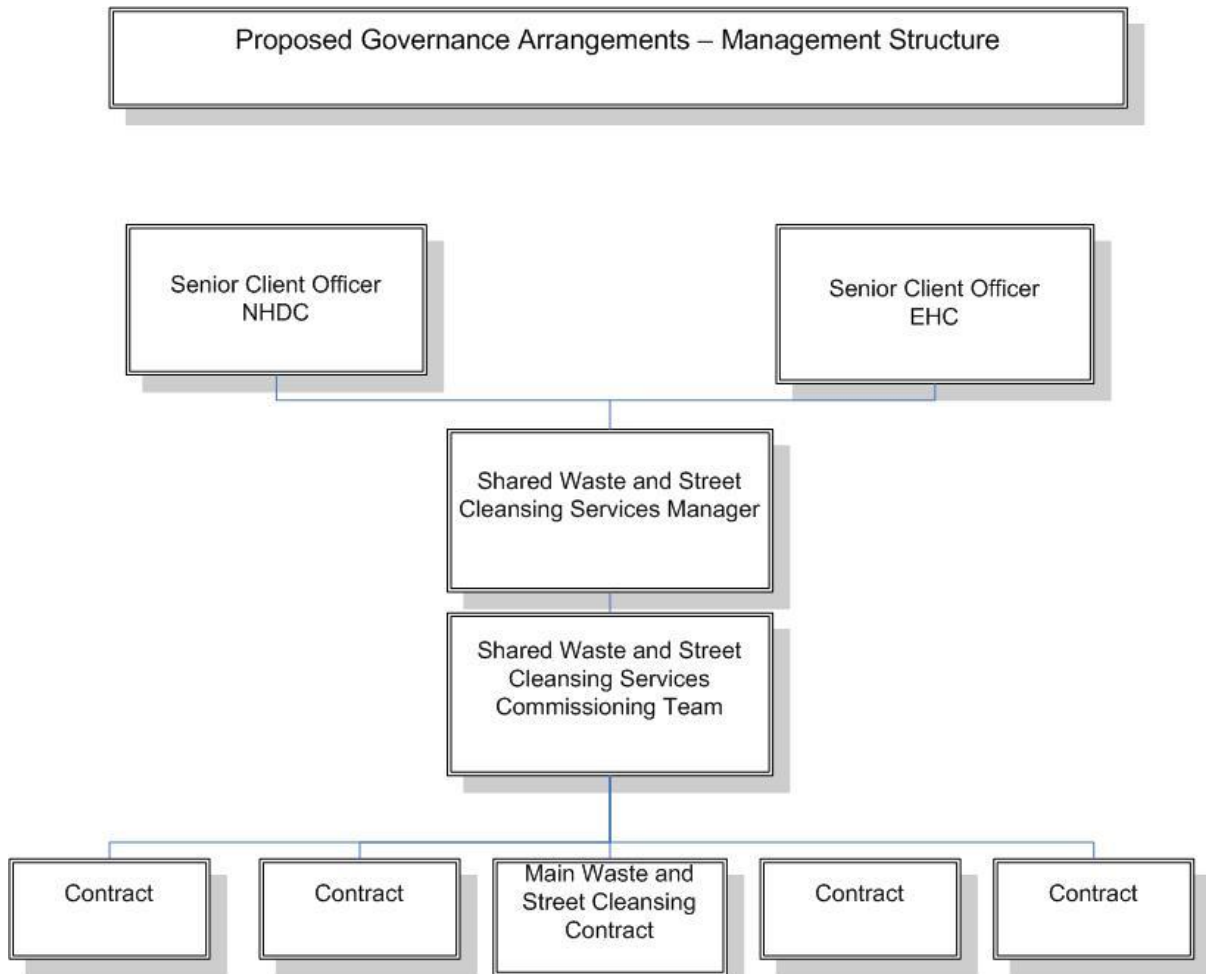 Proposed Governance Arrangements – Management Structure
Senior Client Officer
NHDC
Senior Client Officer
EHC
Shared Waste and Street
Cleansing Services Manager
Shared Waste and Street
Cleansing Services
Commissioning Team
Contract
Contract
Main Waste and
Street Cleansing
Contract
Contract
Contract